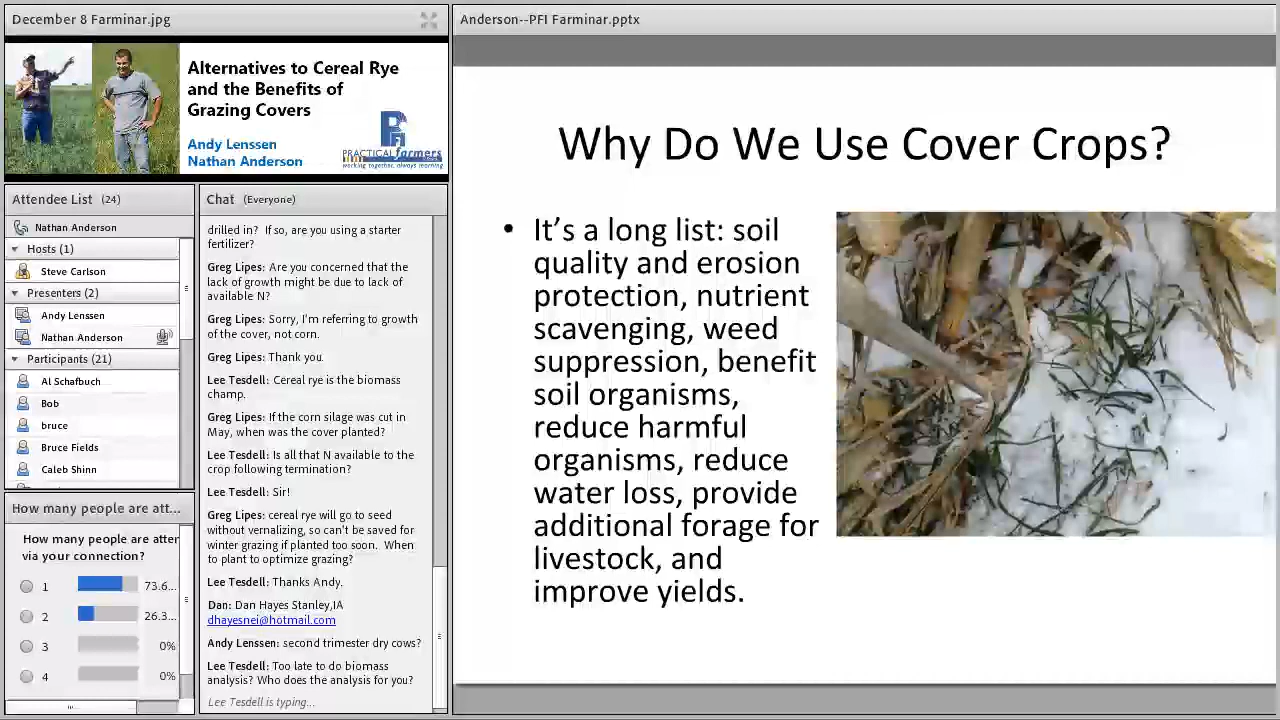 December 8 Farminar.jpg
Alternatives to Cereal Rye
and the Benefits of
Grazing Covers
Andy Lenssen
Nathan Anderson
PRACTICAL farmers
working together, always learning
Attendee List (24)
Nathan Anderson
Hosts (1)
Steve Carlson
Presenters (2)
Andy Lenssen
Nathan Anderson
Participants (21)
Al Schafbuch
Bob
bruce
Bruce Fields
Caleb Shinn
How many people are att...
How many people are atter
via your connection?
1 73.6...
2 26.3...
3 0%
4 0%
Chat (Everyone)
drilled in? If so, are you using a starter
fertilizer?
Greg Lipes: Are you concerned that the
lack of growth might be due to lack of
available N?
Greg Lipes: Sorry, I'm referring to growth
of the cover, not corn.
Greg Lipes: Thank you.
Lee Tesdell: Cereal rye is the biomass
champ.
Greg Lipes: If the corn silage was cut in
May, when was the cover planted?
Lee Tesdell: Is all that N available to the
crop following termination?
Lee Tesdell: Sir!
Greg Lipes: cereal rye will go to seed
without vernalizing, so can't be saved for
winter grazing if planted too soon. When
to plant to optimize grazing?
Lee Tesdell: Thanks Andy.
Dan: Dan Hayes Stanley,IA
dhayesnei@hotmail.com
Andy Lenssen: second trimester dry cows?
Lee Tesdell: Too late to do biomass
analysis? Who does the analysis for you?
Lee Tesdell is typing...
Anderson--PFI Farminar.pptx
Why Do We Use Cover Crops?
• It's a long list: soil
quality and erosion
protection, nutrient
scavenging, weed
suppression, benefit
soil organisms,
reduce harmful
organisms, reduce
water loss, provide
additional forage for
livestock, and
improve yields.